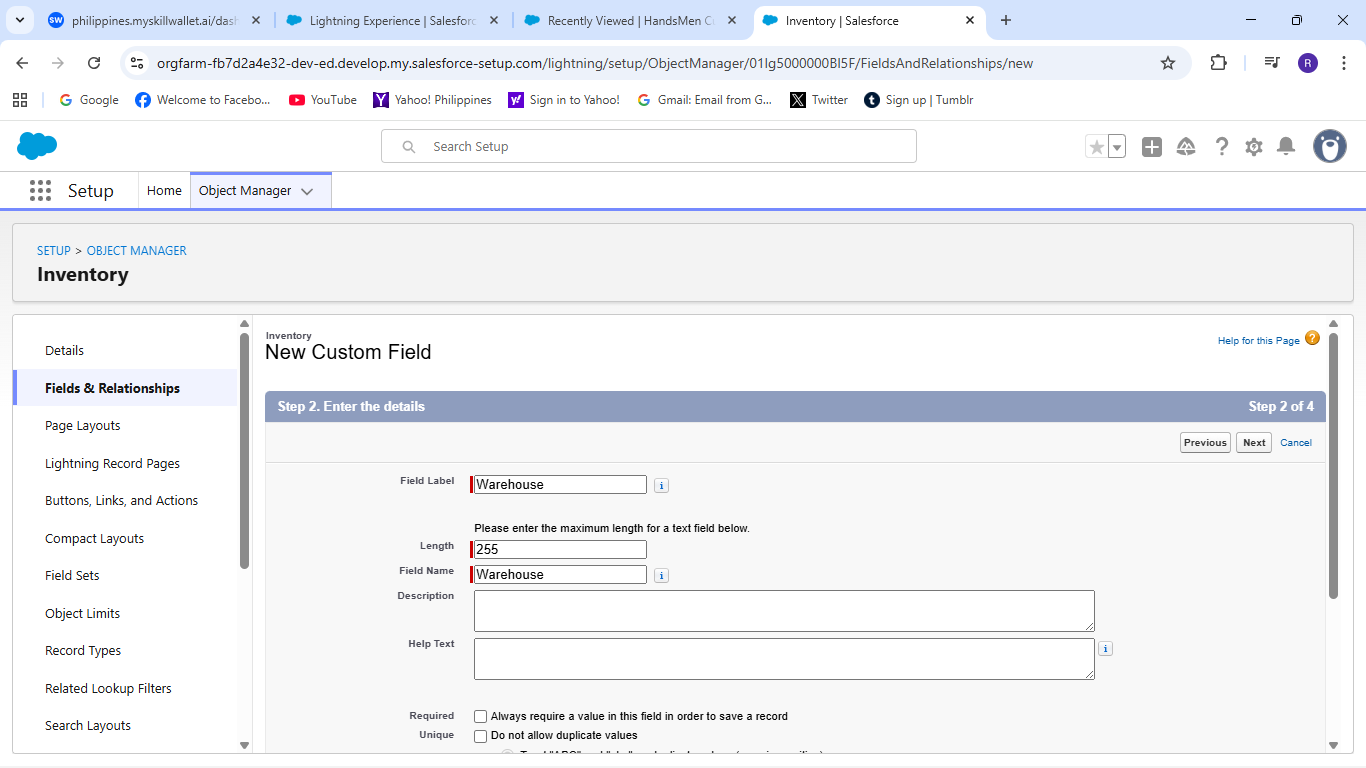 philippines.myskillwallet.ai/dash
Lightning Experience | Salesforc
Recently Viewed | HandsMen C
Inventory | Salesforce
orgfarm-fb7d2a4e32-dev-ed.develop.my.salesforce-setup.com/lightning/setup/ObjectManager/01Ig5000000BI5F/FieldsAndRelationships/new
R
Google
Welcome to Facebo...
YouTube
Yahoo! Philippines
Sign in to Yahoo!
Gmail: Email from G...
Twitter
Sign up | Tumblr
Search Setup
Setup
Home
Object Manager
SETUP > OBJECT MANAGER
Inventory
Details
Fields & Relationships
Page Layouts
Lightning Record Pages
Buttons, Links, and Actions
Compact Layouts
Field Sets
Object Limits
Record Types
Related Lookup Filters
Search Layouts
Inventory
New Custom Field
Help for this Page
Step 2. Enter the details
Step 2 of 4
Previous
Next
Cancel
Field Label
Warehouse
Please enter the maximum length for a text field below.
Length
255
Field Name
Warehouse
Description
Help Text
Required
Always require a value in this field in order to save a record
Unique
Do not allow duplicate values